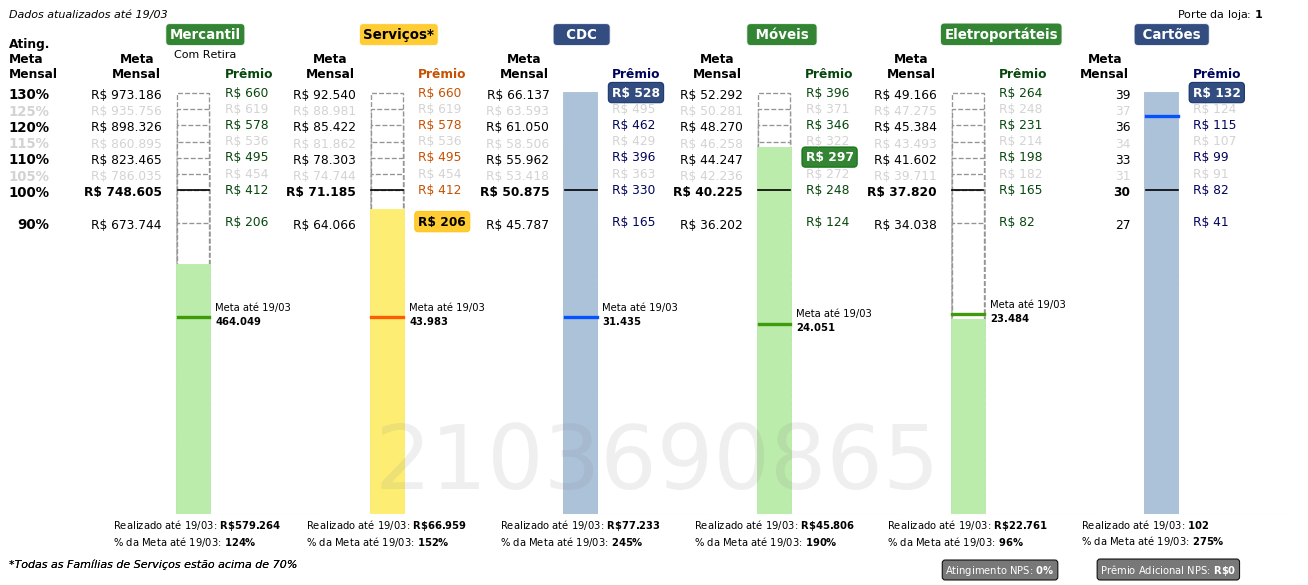 Dados atualizados até 19/03
Porte da loja: 1
Mercantil Serviços* CDC Móveis Eletroportáteis Cartões
Com Retira
Ating. Meta Mensal
Meta Mensal Prêmio Meta Mensal Prêmio Meta Mensal Prêmio Meta Mensal Prêmio Meta Mensal Prêmio Meta Mensal Prêmio
130% R$ 973.186 R$ 660 R$ 92.540 R$ 660 R$ 66.137 R$ 528 R$ 52.292 R$ 396 R$ 49.166 R$ 264 39 R$ 132
125% R$ 935.756 R$ 619 R$ 88.981 R$ 619 R$ 63.593 R$ 495 R$ 50.281 R$ 371 R$ 47.275 R$ 248 37 R$ 124
120% R$ 898.326 R$ 578 R$ 85.422 R$ 578 R$ 61.050 R$ 462 R$ 48.270 R$ 346 R$ 45.384 R$ 231 36 R$ 115
115% R$ 860.895 R$ 536 R$ 81.862 R$ 536 R$ 58.506 R$ 429 R$ 46.258 R$ 322 R$ 43.493 R$ 214 34 R$ 107
110% R$ 823.465 R$ 495 R$ 78.303 R$ 495 R$ 55.962 R$ 396 R$ 44.247 R$ 297 R$ 41.602 R$ 198 33 R$ 99
105% R$ 786.035 R$ 454 R$ 74.744 R$ 454 R$ 53.418 R$ 363 R$ 42.236 R$ 272 R$ 39.711 R$ 182 31 R$ 91
100% R$ 748.605 R$ 412 R$ 71.185 R$ 412 R$ 50.875 R$ 330 R$ 40.225 R$ 248 R$ 37.820 R$ 165 30 R$ 82
90% R$ 673.744 R$ 206 R$ 64.066 R$ 206 R$ 45.787 R$ 165 R$ 36.202 R$ 124 R$ 34.038 R$ 82 27 R$ 41
Meta até 19/03 Meta até 19/03 Meta até 19/03 Meta até 19/03 Meta até 19/03
464.049 43.983 31.435 24.051 23.484
2103690865
Realizado até 19/03: R$579.264 Realizado até 19/03: R$66.959 Realizado até 19/03: R$77.233 Realizado até 19/03: R$45.806 Realizado até 19/03: R$22.761 Realizado até 19/03: 102
% da Meta até 19/03: 124% % da Meta até 19/03: 152% % da Meta até 19/03: 245% % da Meta até 19/03: 190% % da Meta até 19/03: 96% % da Meta até 19/03: 275%
*Todas as Famílias de Serviços estão acima de 70%
Atingimento NPS: 0% Prêmio Adicional NPS: R$0